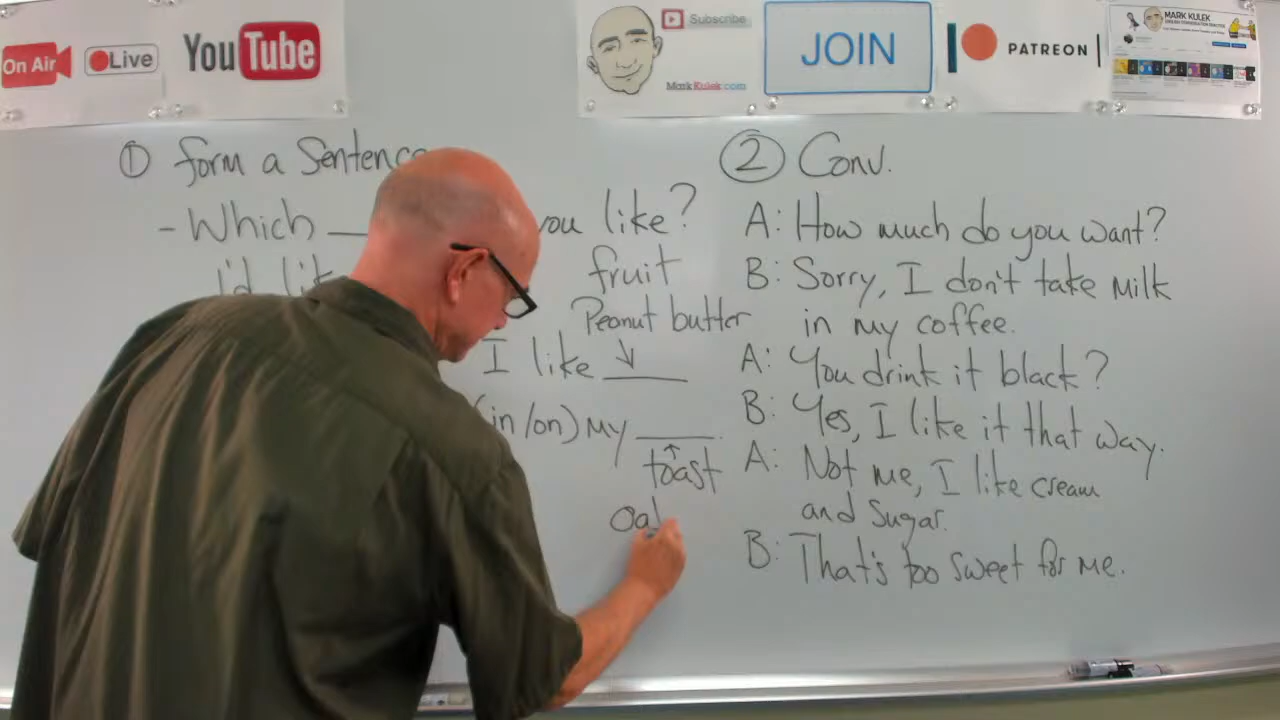 On Air
Live
YouTube
Subscribe
MarkKulek.com
JOIN
PATREON
MARK KULEK
① form a Sentenc
- Which ___ you like?
I'd lik
fruit
Peanut butter
I like ___
(in/on) My ___.
toast
Oat
② Conv.
A: How much do you want?
B: Sorry, I don't take Milk
in my coffee.
A: You drink it black?
B: Yes, I like it that way.
A: Not me, I like cream
and Sugar.
B: That's too sweet for me.